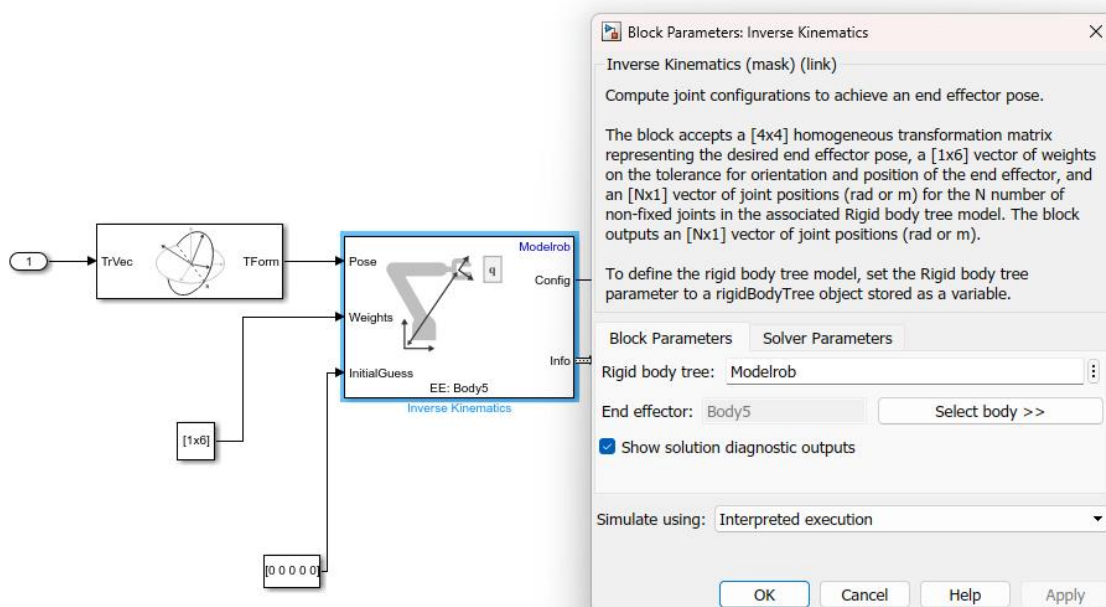 1
TrVec
TForm
Modelrob
Pose
q
Config
Weights
InitialGuess
Info
EE: Body5
Inverse Kinematics
[1x6]
[0 0 0 0 0]
Block Parameters: Inverse Kinematics
Inverse Kinematics (mask) (link)
Compute joint configurations to achieve an end effector pose.
The block accepts a [4x4] homogeneous transformation matrix
representing the desired end effector pose, a [1x6] vector of weights
on the tolerance for orientation and position of the end effector, and
an [Nx1] vector of joint positions (rad or m) for the N number of
non-fixed joints in the associated Rigid body tree model. The block
outputs an [Nx1] vector of joint positions (rad or m).
To define the rigid body tree model, set the Rigid body tree
parameter to a rigidBodyTree object stored as a variable.
Block Parameters Solver Parameters
Rigid body tree: Modelrob
End effector: Body5 Select body >>
Show solution diagnostic outputs
Simulate using: Interpreted execution
OK Cancel Help Apply